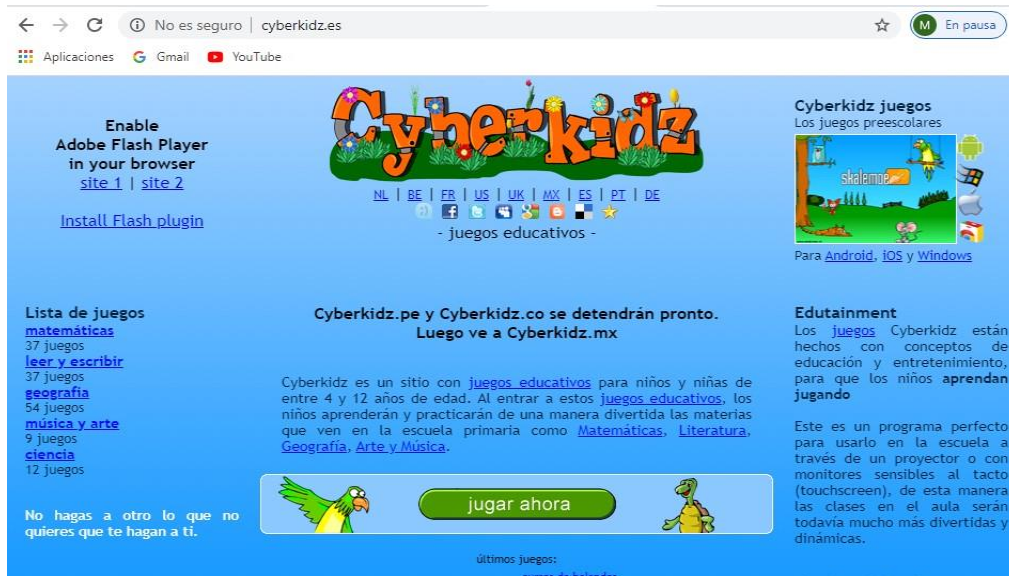 No es seguro | cyberkidz.es
M En pausa
Aplicaciones G Gmail YouTube
Enable
Adobe Flash Player
in your browser
site 1 | site 2
Install Flash plugin
Cyberkidz
NL | BE | FR | US | UK | MX | ES | PT | DE
- juegos educativos -
Cyberkidz juegos
Los juegos preescolares
skalemoe
Para Android, iOS y Windows
Lista de juegos
matemáticas
37 juegos
leer y escribir
37 juegos
geografia
54 juegos
música y arte
9 juegos
ciencia
12 juegos
No hagas a otro lo que no
quieres que te hagan a ti.
Cyberkidz.pe y Cyberkidz.co se detendrán pronto.
Luego ve a Cyberkidz.mx
Cyberkidz es un sitio con juegos educativos para niños y niñas de
entre 4 y 12 años de edad. Al entrar a estos juegos educativos, los
niños aprenderán y practicarán de una manera divertida las materias
que ven en la escuela primaria como Matemáticas, Literatura,
Geografía, Arte y Música.
jugar ahora
últimos juegos:
Edutainment
Los juegos Cyberkidz están
hechos con conceptos de
educación y entretenimiento,
para que los niños aprendan
jugando
Este es un programa perfecto
para usarlo en la escuela a
través de un proyector o con
monitores sensibles al tacto
(touchscreen), de esta manera
las clases en el aula serán
todavía mucho más divertidas y
dinámicas.